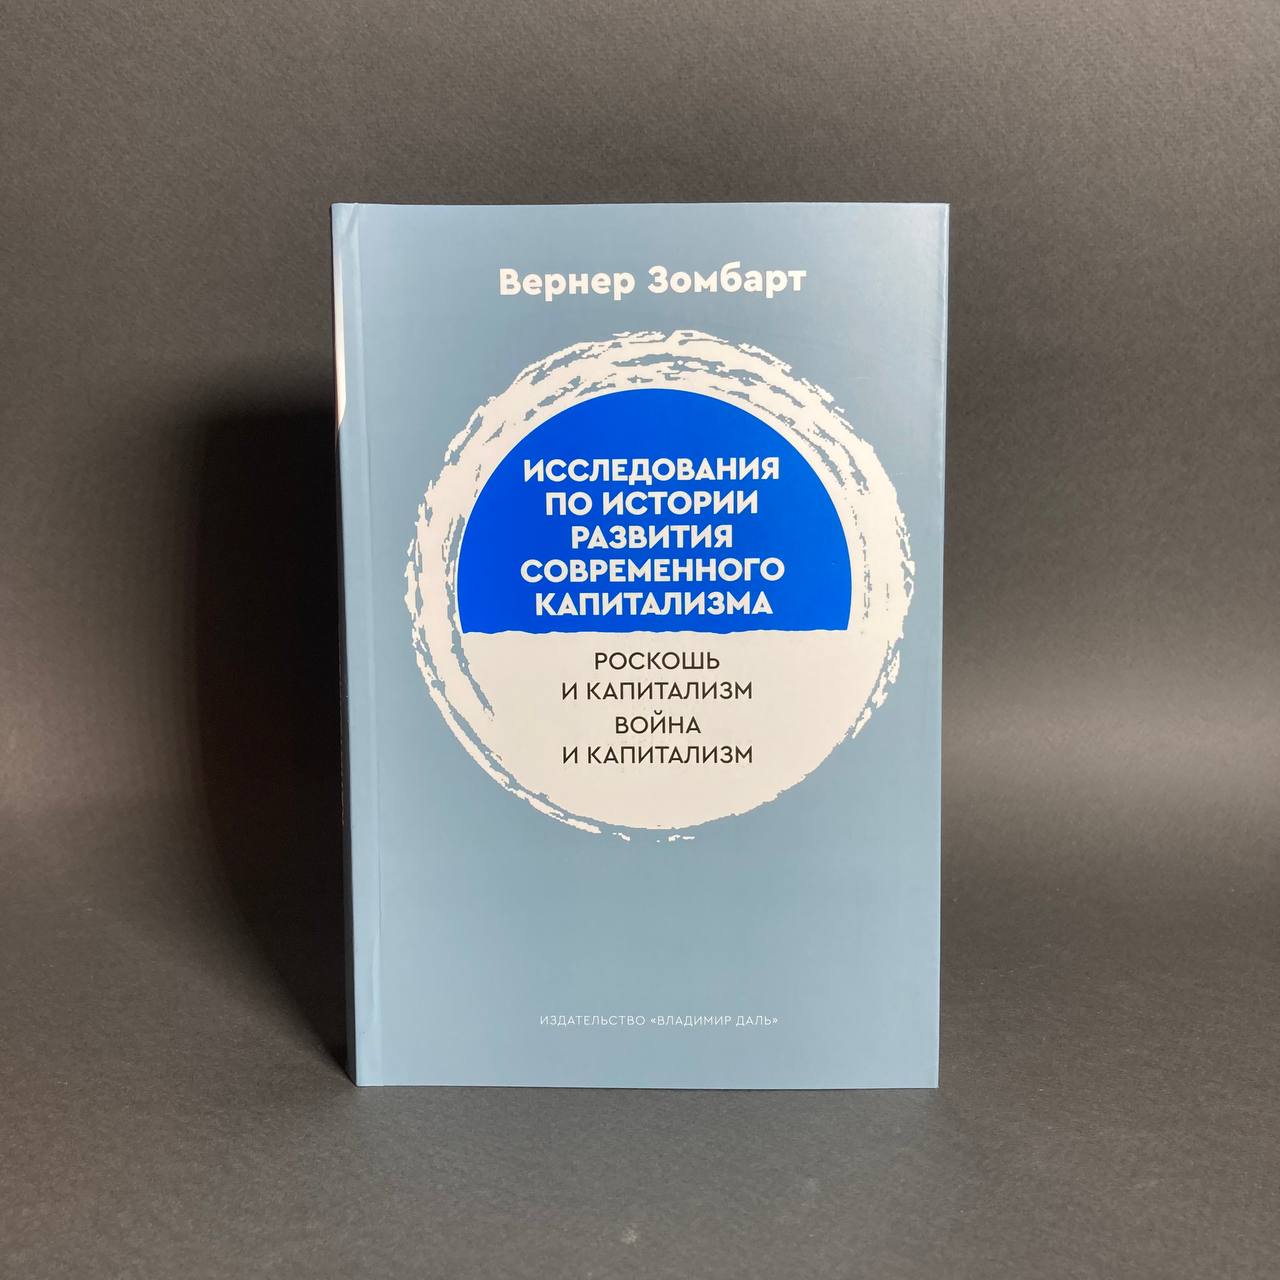 Вернер Зомбарт
ИССЛЕДОВАНИЯ
ПО ИСТОРИИ
РАЗВИТИЯ
СОВРЕМЕННОГО
КАПИТАЛИЗМА
РОСКОШЬ
И КАПИТАЛИЗМ
ВОЙНА
И КАПИТАЛИЗМ
ИЗДАТЕЛЬСТВО «ВЛАДИМИР ДАЛЬ»